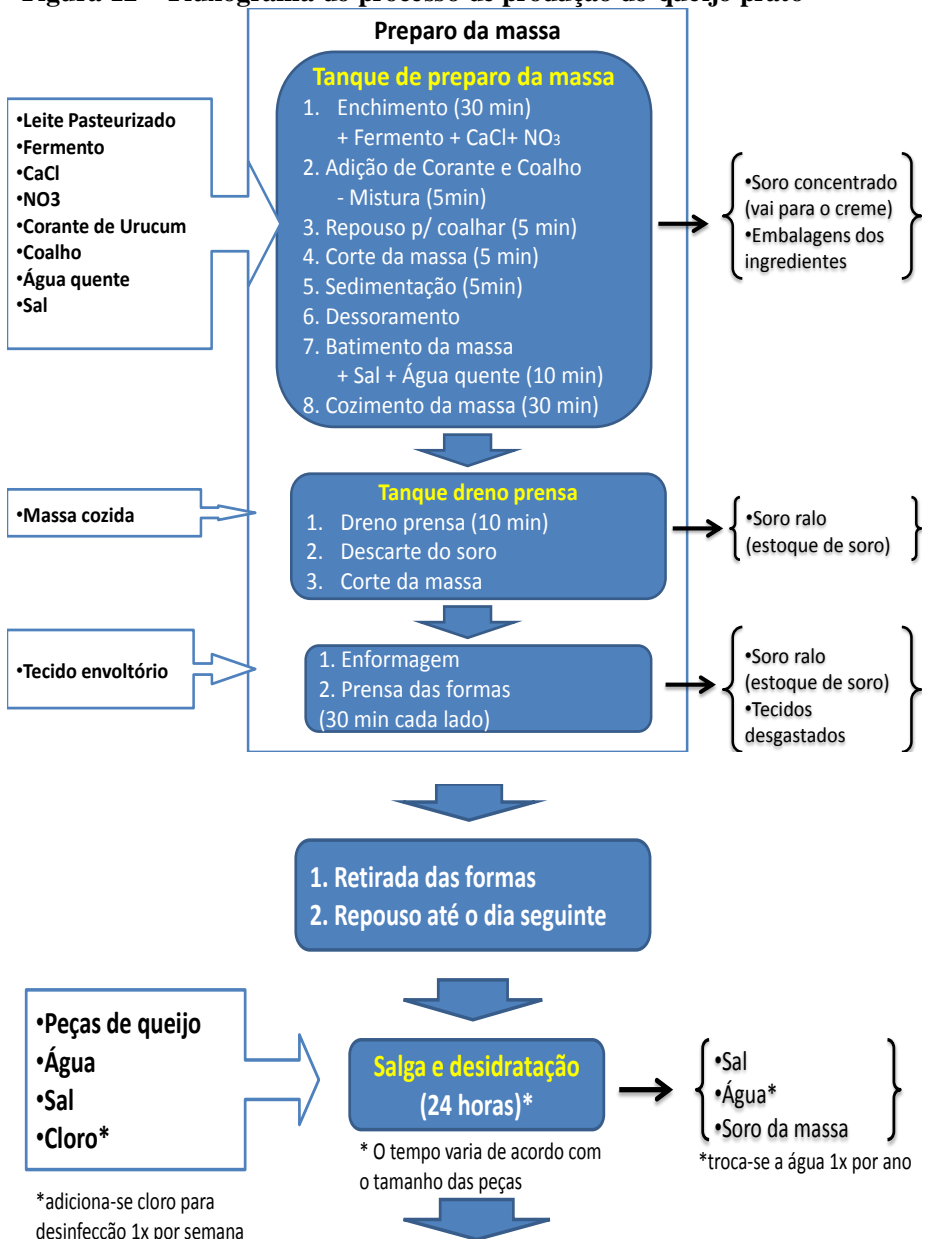 Preparo da massa
•Leite Pasteurizado
•Fermento
•CaCl
•NO3
•Corante de Urucum
•Coalho
•Água quente
•Sal
Tanque de preparo da massa
1. Enchimento (30 min)
+ Fermento + CaCl+ NO3
2. Adição de Corante e Coalho
- Mistura (5min)
3. Repouso p/ coalhar (5 min)
4. Corte da massa (5 min)
5. Sedimentação (5min)
6. Dessoramento
7. Batimento da massa
+ Sal + Água quente (10 min)
8. Cozimento da massa (30 min)
•Soro concentrado
(vai para o creme)
•Embalagens dos
ingredientes
•Massa cozida
Tanque dreno prensa
1. Dreno prensa (10 min)
2. Descarte do soro
3. Corte da massa
•Soro ralo
(estoque de soro)
•Tecido envoltório
1. Enformagem
2. Prensa das formas
(30 min cada lado)
•Soro ralo
(estoque de soro)
•Tecidos
desgastados
1. Retirada das formas
2. Repouso até o dia seguinte
•Peças de queijo
•Água
•Sal
•Cloro*
*adiciona-se cloro para
desinfecção 1x por semana
Salga e desidratação
(24 horas)*
* O tempo varia de acordo com
o tamanho das peças
•Sal
•Água*
•Soro da massa
*troca-se a água 1x por ano